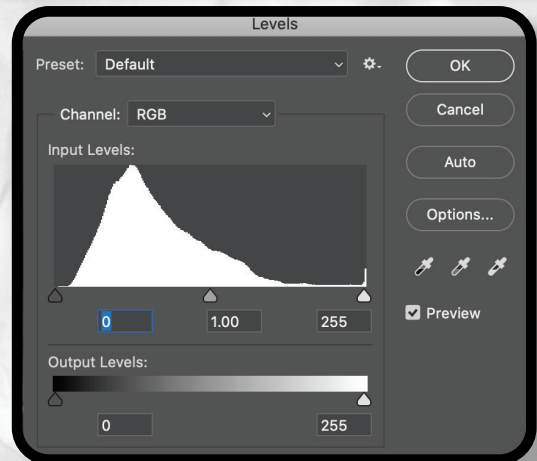 Levels
Preset: Default
OK
Channel: RGB
Cancel
Input Levels:
Auto
Options...
0 1.00 255
Preview
Output Levels:
0 255